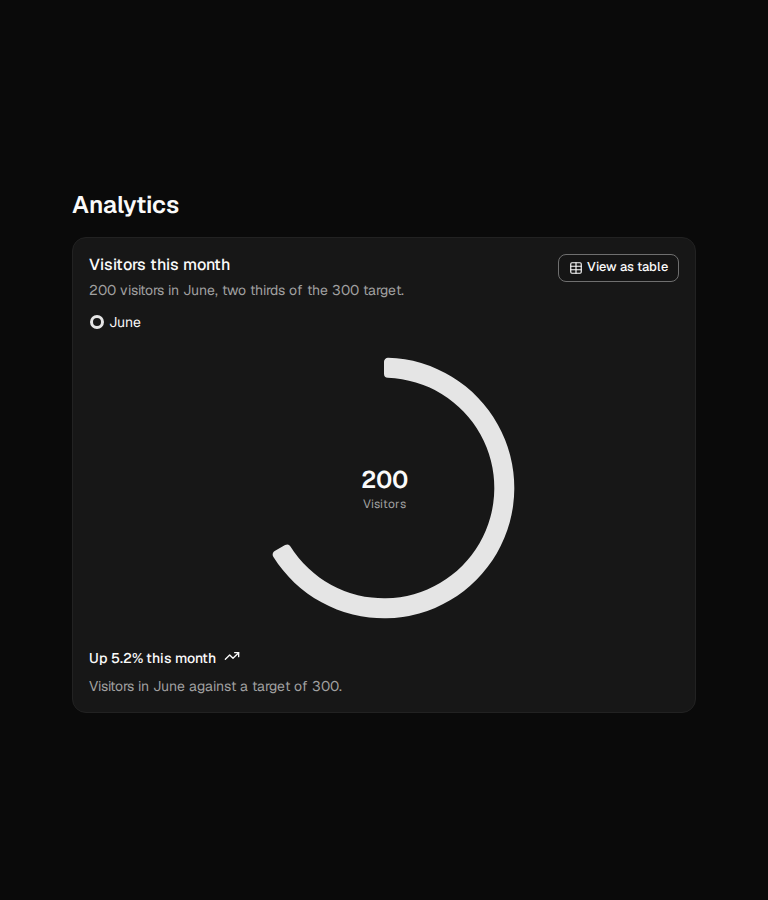 Analytics
Visitors this month
View as table
200 visitors in June, two thirds of the 300 target.
June
200
Visitors
Up 5.2% this month
Visitors in June against a target of 300.